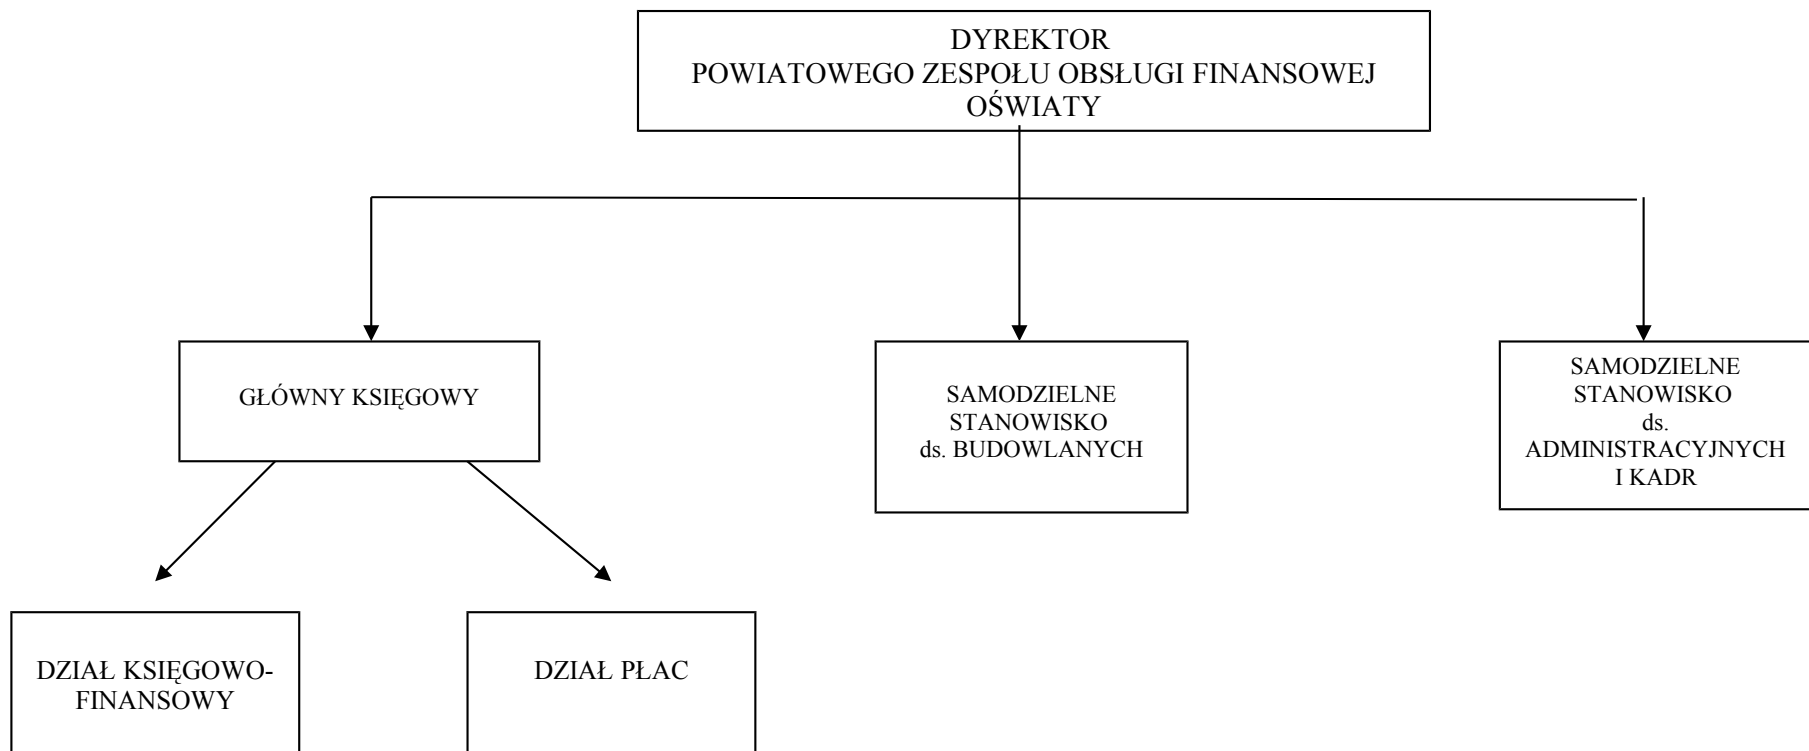 DYREKTOR
POWIATOWEGO ZESPOŁU OBSŁUGI FINANSOWEJ
OŚWIATY
GŁÓWNY KSIĘGOWY
SAMODZIELNE
STANOWISKO
ds. BUDOWLANYCH
SAMODZIELNE
STANOWISKO
ds.
ADMINISTRACYJNYCH
I KADR
DZIAŁ KSIĘGOWO-
FINANSOWY
DZIAŁ PŁAC